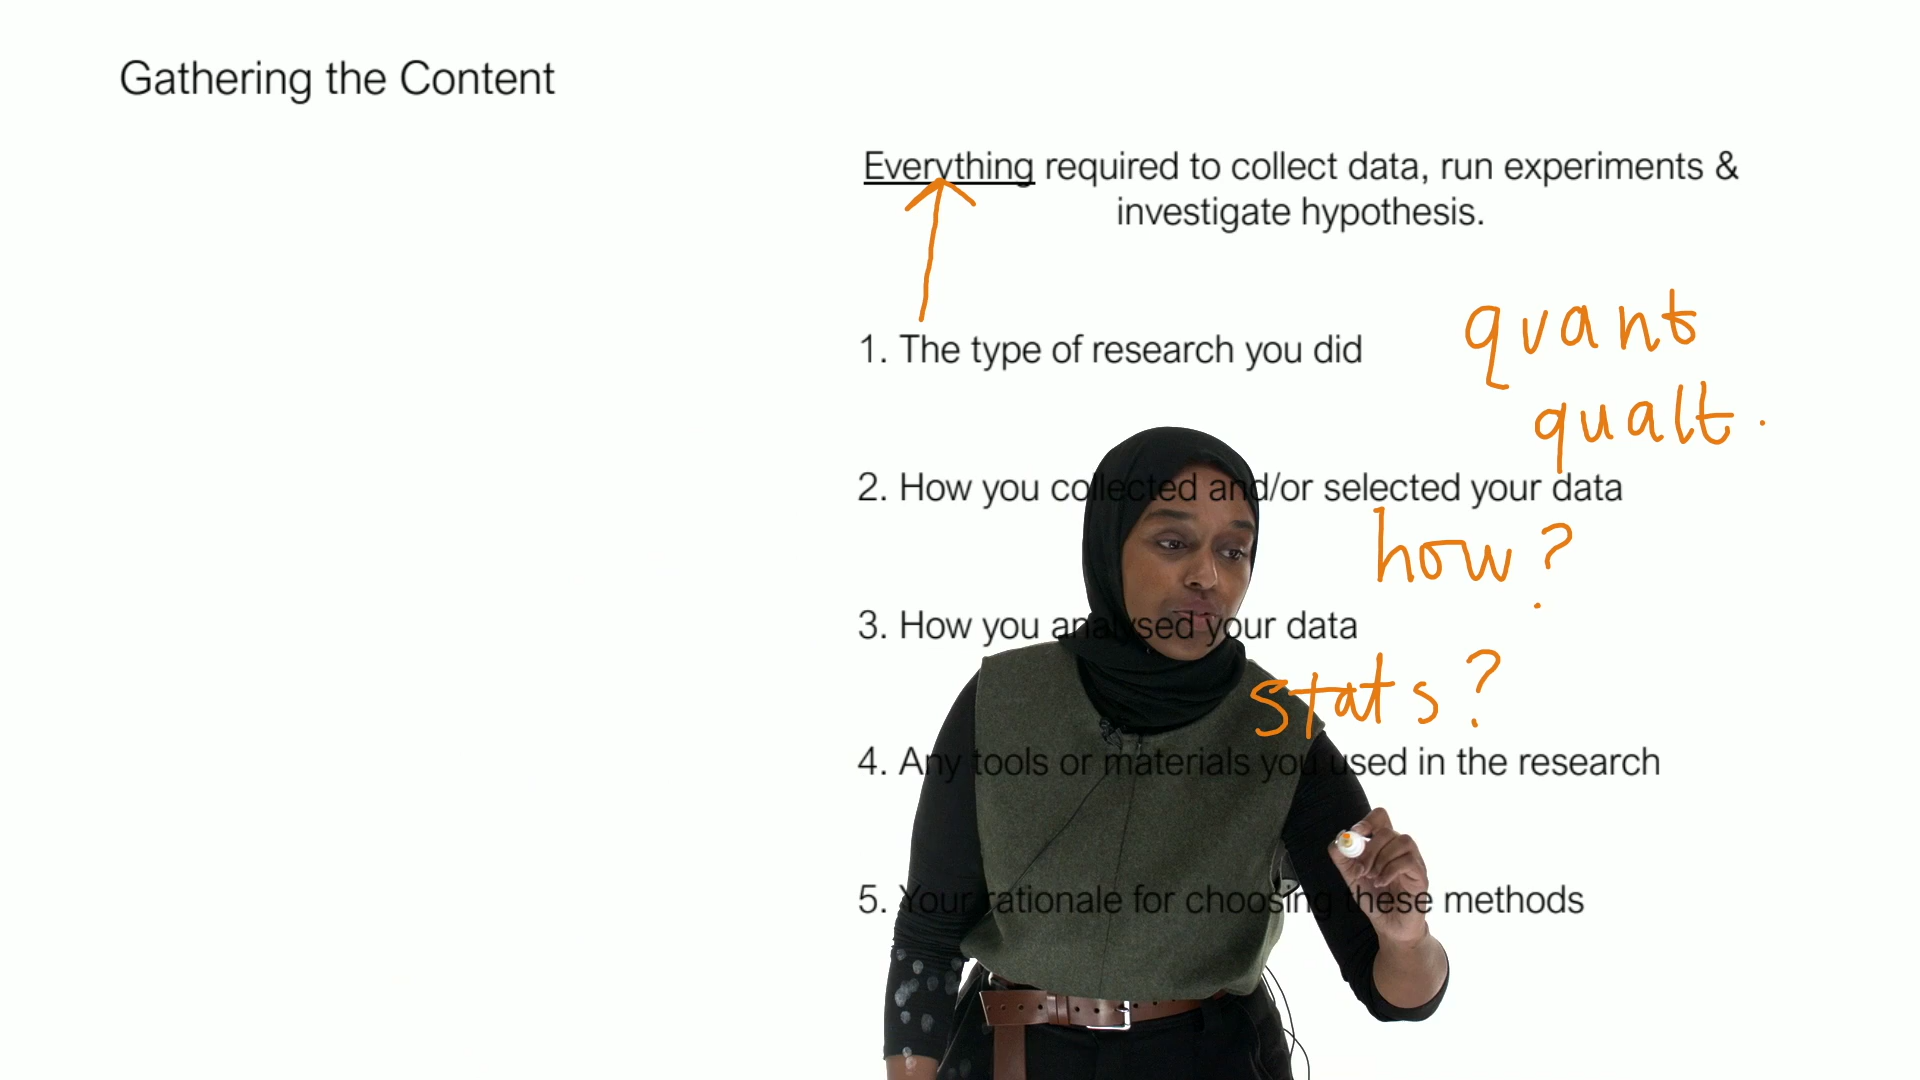 Gathering the Content
Everything required to collect data, run experiments &
investigate hypothesis.
1. The type of research you did
quant
qualt.
2. How you collected and/or selected your data
how?
3. How you analysed your data
stats?
4. Any tools or materials you used in the research
5. Your rationale for choosing these methods